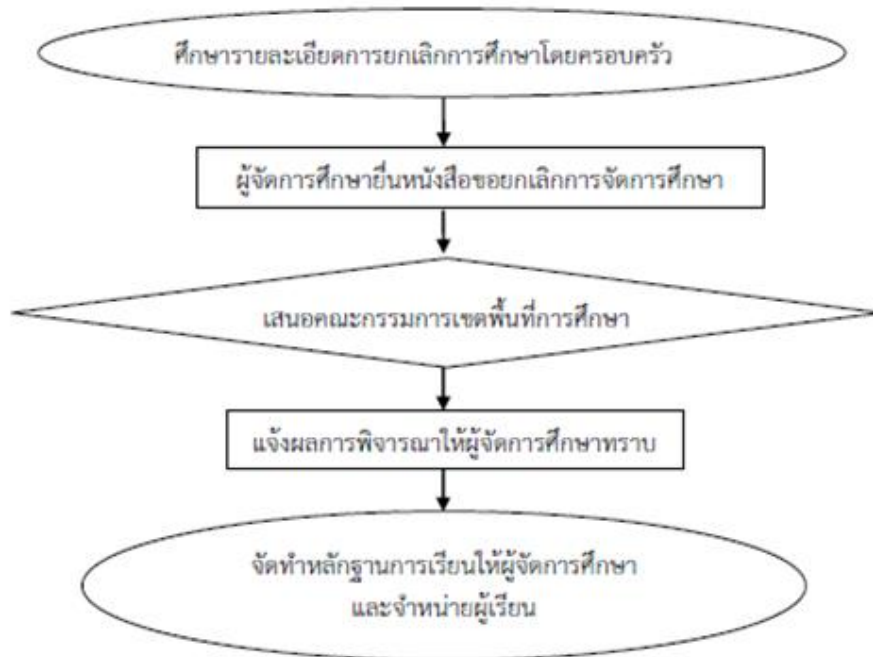 ศึกษารายละเอียดการยกเลิกการศึกษาโดยครอบครัว
ผู้จัดการศึกษายื่นหนังสือขอยกเลิกการจัดการศึกษา
เสนอคณะกรรมการเขตพื้นที่การศึกษา
แจ้งผลการพิจารณาให้ผู้จัดการศึกษาทราบ
จัดทำหลักฐานการเรียนให้ผู้จัดการศึกษา
และจำหน่ายผู้เรียน